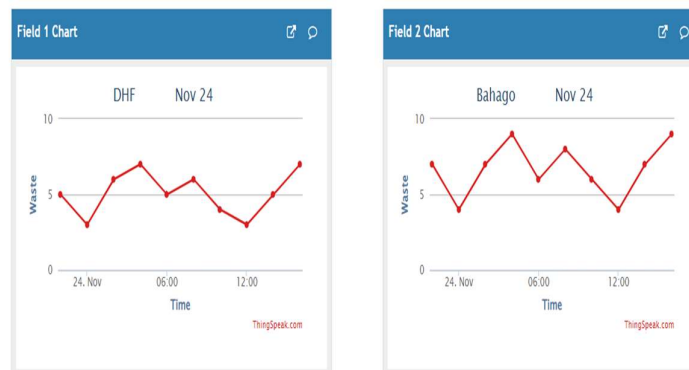 Field 1 Chart
DHF Nov 24
10
5
0
Waste
24. Nov 06:00 12:00
Time
ThingSpeak.com
Field 2 Chart
Bahago Nov 24
10
5
0
Waste
24. Nov 06:00 12:00
Time
ThingSpeak.com